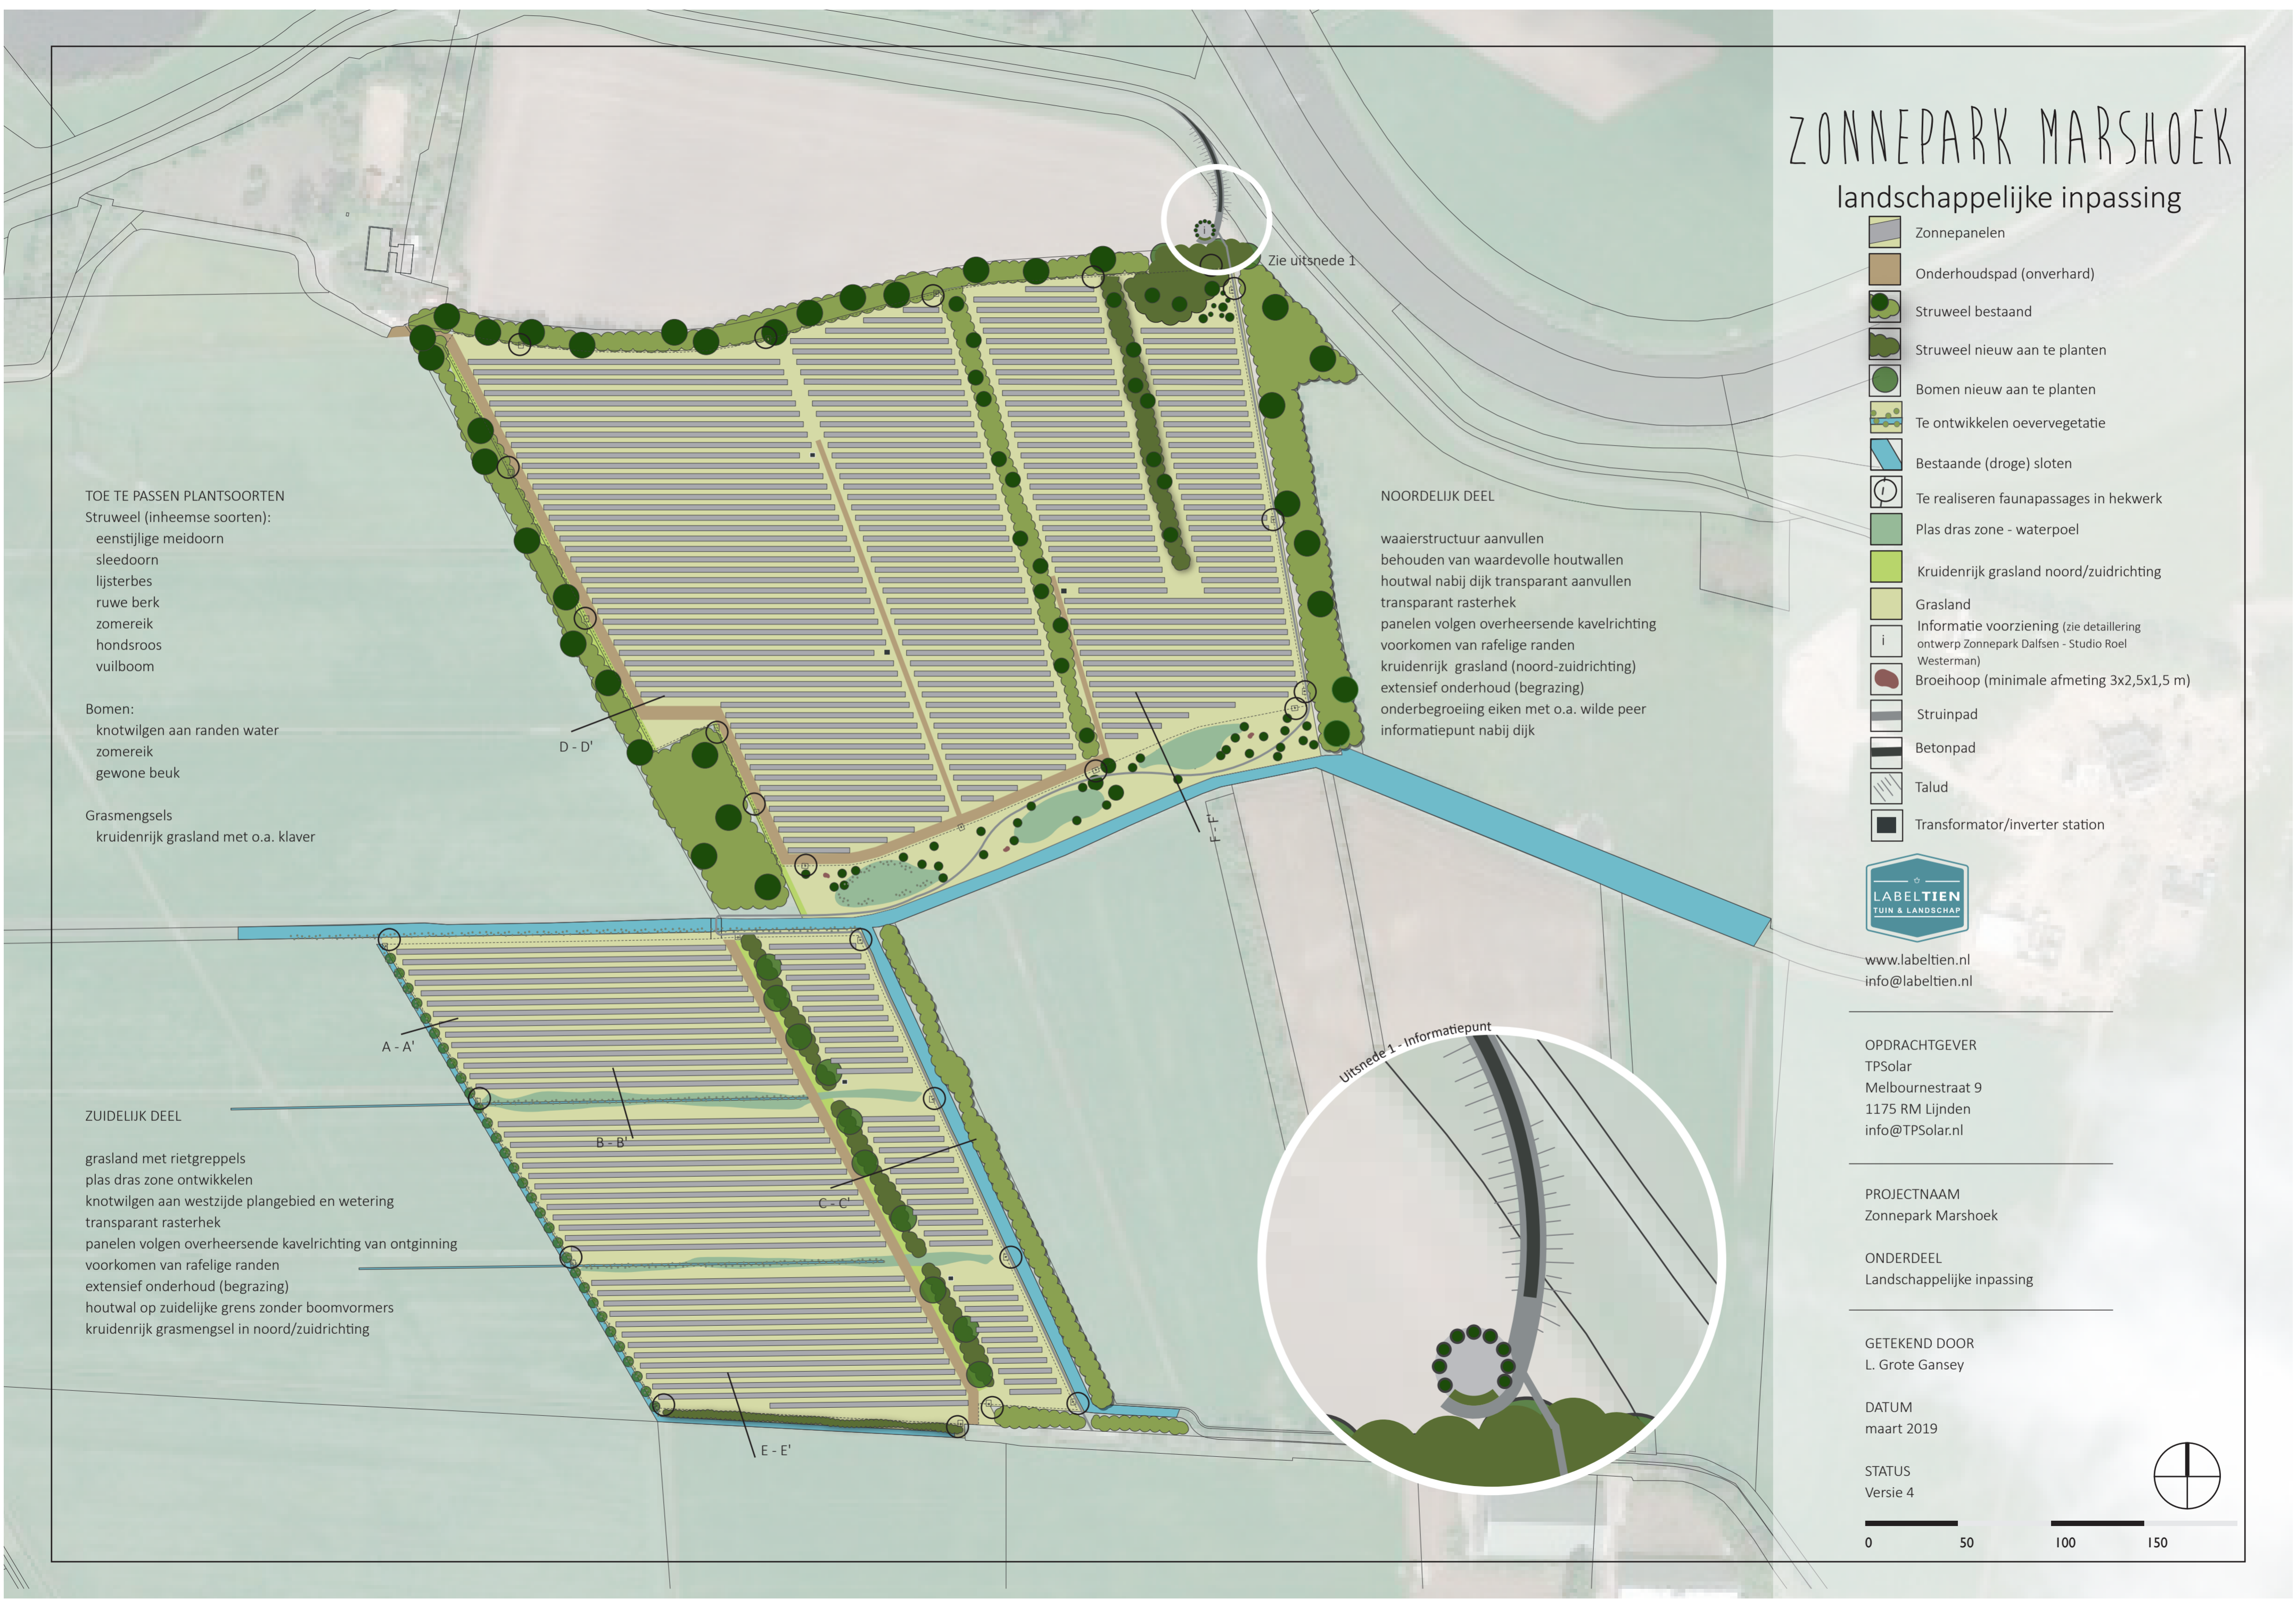 ZONNEPARK MARSHOEK
landschappelijke inpassing
Zonnepanelen
Onderhoudspad (onverhard)
Struweel bestaand
Struweel nieuw aan te planten
Bomen nieuw aan te planten
Te ontwikkelen oevervegetatie
Bestaande (droge) sloten
Te realiseren faunapassages in hekwerk
Plas dras zone - waterpoel
Kruidenrijk grasland noord/zuidrichting
Grasland
i
Informatie voorziening (zie detaillering
ontwerp Zonnepark Dalfsen - Studio Roel
Westerman)
Broeihoop (minimale afmeting 3x2,5x1,5 m)
Struinpad
Betonpad
Talud
Transformator/inverter station
LABELTIEN
TUIN & LANDSCHAP
www.labeltien.nl
info@labeltien.nl
OPDRACHTGEVER
TPSolar
Melbournestraat 9
1175 RM Lijnden
info@TPSolar.nl
PROJECTNAAM
Zonnepark Marshoek
ONDERDEEL
Landschappelijke inpassing
GETEKEND DOOR
L. Grote Gansey
DATUM
maart 2019
STATUS
Versie 4
0 50 100 150
i
Zie uitsnede 1
TOE TE PASSEN PLANTSOORTEN
Struweel (inheemse soorten):
eenstijlige meidoorn
sleedoorn
lijsterbes
ruwe berk
zomereik
hondsroos
vuilboom
Bomen:
knotwilgen aan randen water
zomereik
gewone beuk
Grasmengsels
kruidenrijk grasland met o.a. klaver
NOORDELIJK DEEL
waaierstructuur aanvullen
behouden van waardevolle houtwallen
houtwal nabij dijk transparant aanvullen
transparant rasterhek
panelen volgen overheersende kavelrichting
voorkomen van rafelige randen
kruidenrijk grasland (noord-zuidrichting)
extensief onderhoud (begrazing)
onderbegroeiing eiken met o.a. wilde peer
informatiepunt nabij dijk
D - D'
F - F'
A - A'
B - B'
C - C'
E - E'
ZUIDELIJK DEEL
grasland met rietgreppels
plas dras zone ontwikkelen
knotwilgen aan westzijde plangebied en wetering
transparant rasterhek
panelen volgen overheersende kavelrichting van ontginning
voorkomen van rafelige randen
extensief onderhoud (begrazing)
houtwal op zuidelijke grens zonder boomvormers
kruidenrijk grasmengsel in noord/zuidrichting
Uitsnede 1 - Informatiepunt